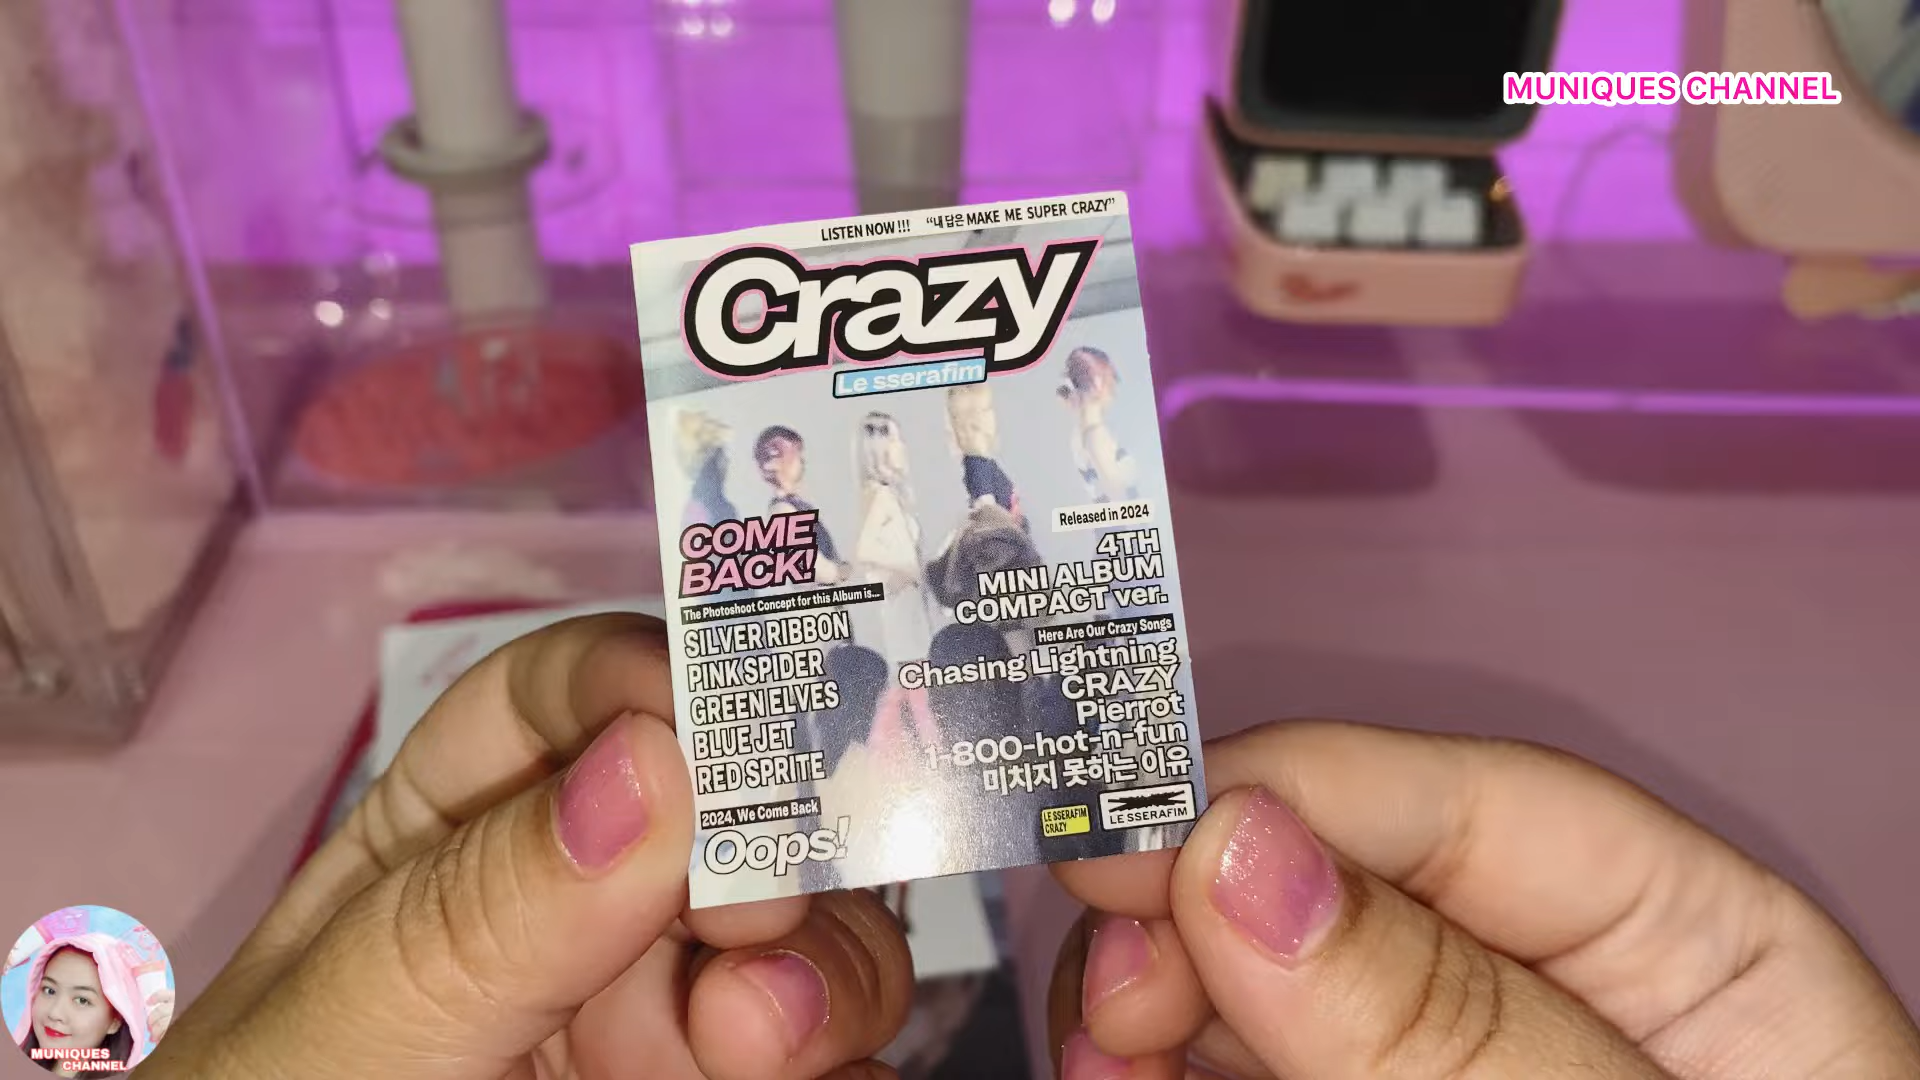 MUNIQUES CHANNEL
LISTEN NOW !!! “내 답은 MAKE ME SUPER CRAZY”
Crazy
Le sserafim
COME
BACK!
The Photoshoot Concept for this Album is...
SILVER RIBBON
PINK SPIDER
GREEN ELVES
BLUE JET
RED SPRITE
2024, We Come Back
Oops!
Released in 2024
4TH
MINI ALBUM
COMPACT ver.
Here Are Our Crazy Songs
Chasing Lightning
CRAZY
Pierrot
1-800-hot-n-fun
미치지 못하는 이유
LE SSERAFIM
CRAZY
LE SSERAFIM
MUNIQUES
CHANNEL